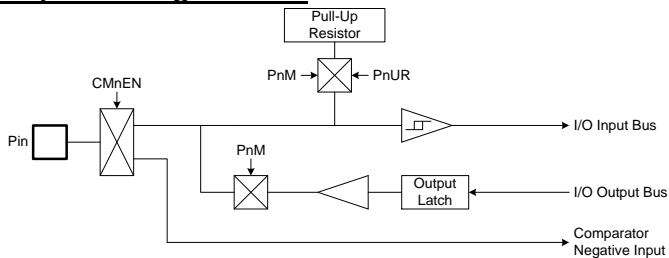 Pull-Up
Resistor
PnM
PnUR
CMnEN
Pin
I/O Input Bus
PnM
Output
Latch
I/O Output Bus
Comparator
Negative Input